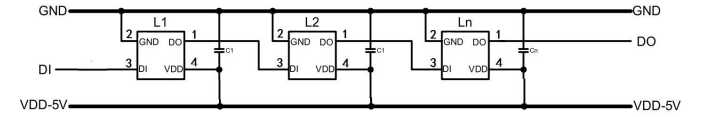 GND L1 L2 Ln GND
2 GND DO 1 2 GND DO 1 2 GND DO 1 DO
C1 C1 Cn
DI 3 DI VDD 4 3 DI VDD 4 3 DI VDD 4
VDD-5V VDD-5V